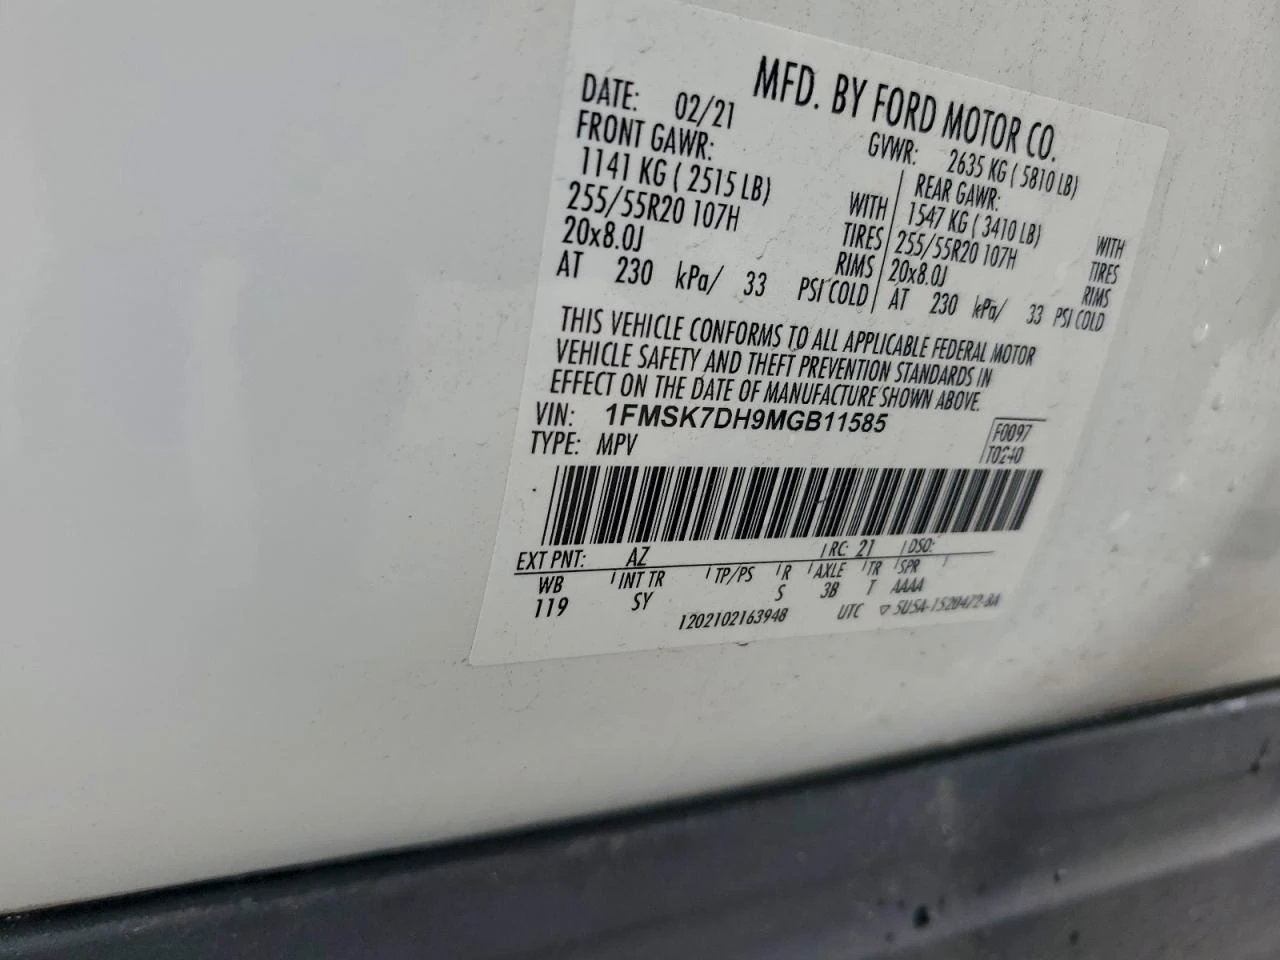 MFD. BY FORD MOTOR CO.
DATE: 02/21 GVWR: 2635 KG ( 5810 LB)
FRONT GAWR: REAR GAWR:
1141 KG ( 2515 LB) WITH 1547 KG ( 3410 LB) WITH
255/55R20 107H TIRES 255/55R20 107H TIRES
20x8.0J RIMS 20x8.0J RIMS
AT 230 kPa/ 33 PSI COLD AT 230 kPa/ 33 PSI COLD
THIS VEHICLE CONFORMS TO ALL APPLICABLE FEDERAL MOTOR
VEHICLE SAFETY AND THEFT PREVENTION STANDARDS IN
EFFECT ON THE DATE OF MANUFACTURE SHOWN ABOVE.
VIN: 1FMSK7DH9MGB11585 F0097
TYPE: MPV T0240
EXT PNT: AZ RC: 21 DSO:
WB INT TR TP/PS R AXLE TR SPR
119 SY S 3B T AAAA
1202102163948 UTC ▽ 5USA-1520472-BA